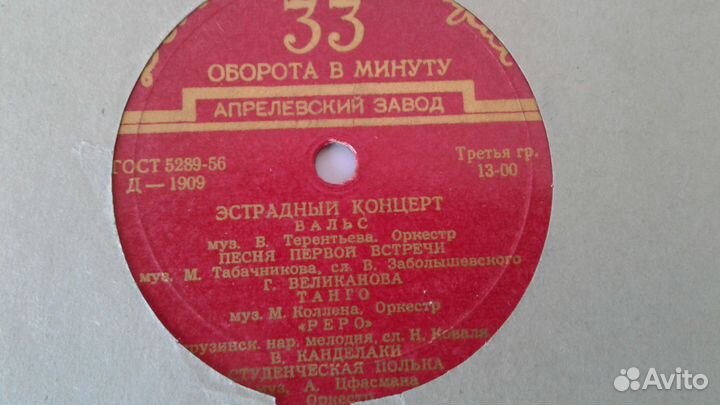 33
ОБОРОТА В МИНУТУ
АПРЕЛЕВСКИЙ ЗАВОД
ГОСТ 5289-56
Д—1909
Третья гр.
13-00
ЭСТРАДНЫЙ КОНЦЕРТ
ВАЛЬС
муз. В. Терентьева. Оркестр
ПЕСНЯ ПЕРВОЙ ВСТРЕЧИ
муз. М. Табачникова, сл. В. Заболышевского
Г. ВЕЛИКАНОВА
ТАНГО
муз. М. Коллена, Оркестр
«РЕРО»
грузинск. нар. мелодия, сл. Н. Коваля
В. КАНДЕЛАКИ
СТУДЕНЧЕСКАЯ ПОЛЬКА
муз. А. Цфасмана
Оркестр
Avito